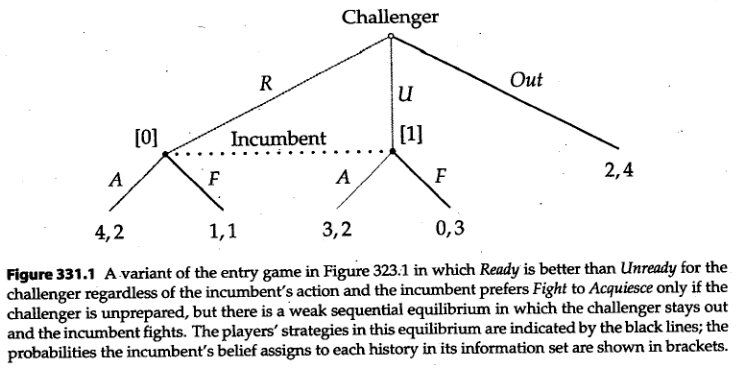 Challenger
R
U
Out
[0]
Incumbent
[1]
A
F
A
F
2,4
4,2
1,1
3,2
0,3
Figure 331.1 A variant of the entry game in Figure 323.1 in which Ready is better than Unready for the
challenger regardless of the incumbent's action and the incumbent prefers Fight to Acquiesce only if the
challenger is unprepared, but there is a weak sequential equilibrium in which the challenger stays out
and the incumbent fights. The players' strategies in this equilibrium are indicated by the black lines; the
probabilities the incumbent's belief assigns to each history in its information set are shown in brackets.